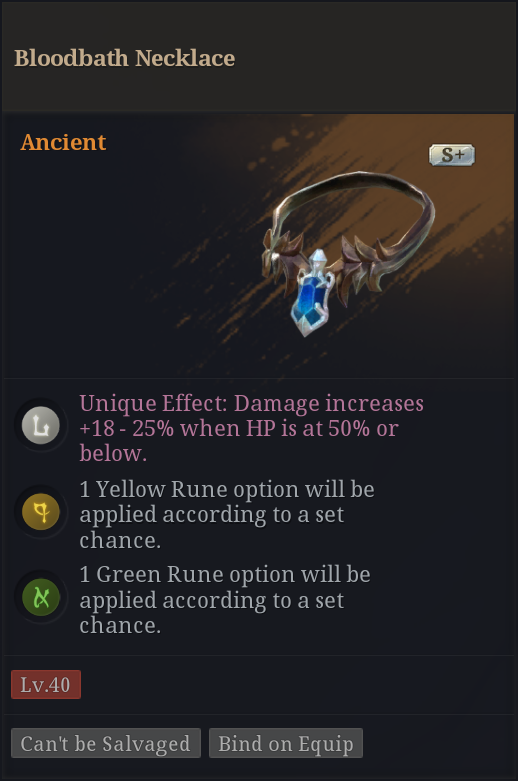 Bloodbath Necklace
Ancient
S+
Unique Effect: Damage increases
+18 - 25% when HP is at 50% or
below.
1 Yellow Rune option will be
applied according to a set
chance.
1 Green Rune option will be
applied according to a set
chance.
Lv.40
Can't be Salvaged
Bind on Equip